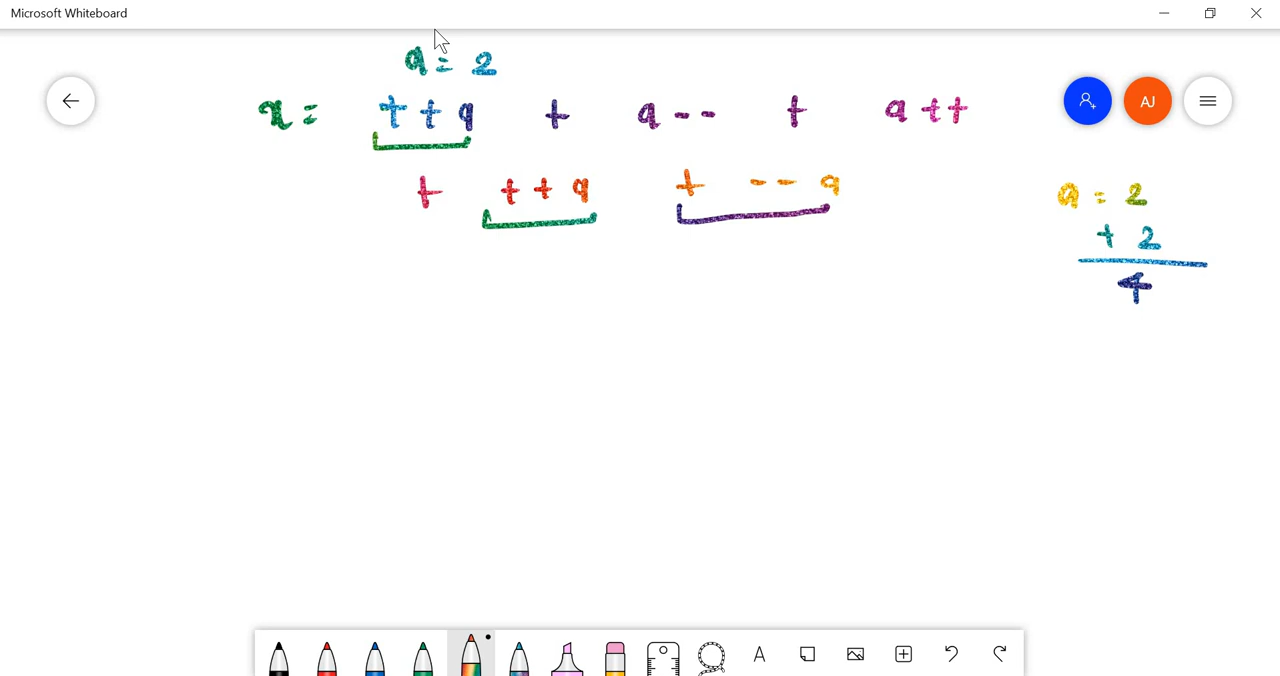 Microsoft Whiteboard
a = 2
a = ++a + a-- + a++
AJ
+ ++a + --a
a = 2
+ 2
4
A